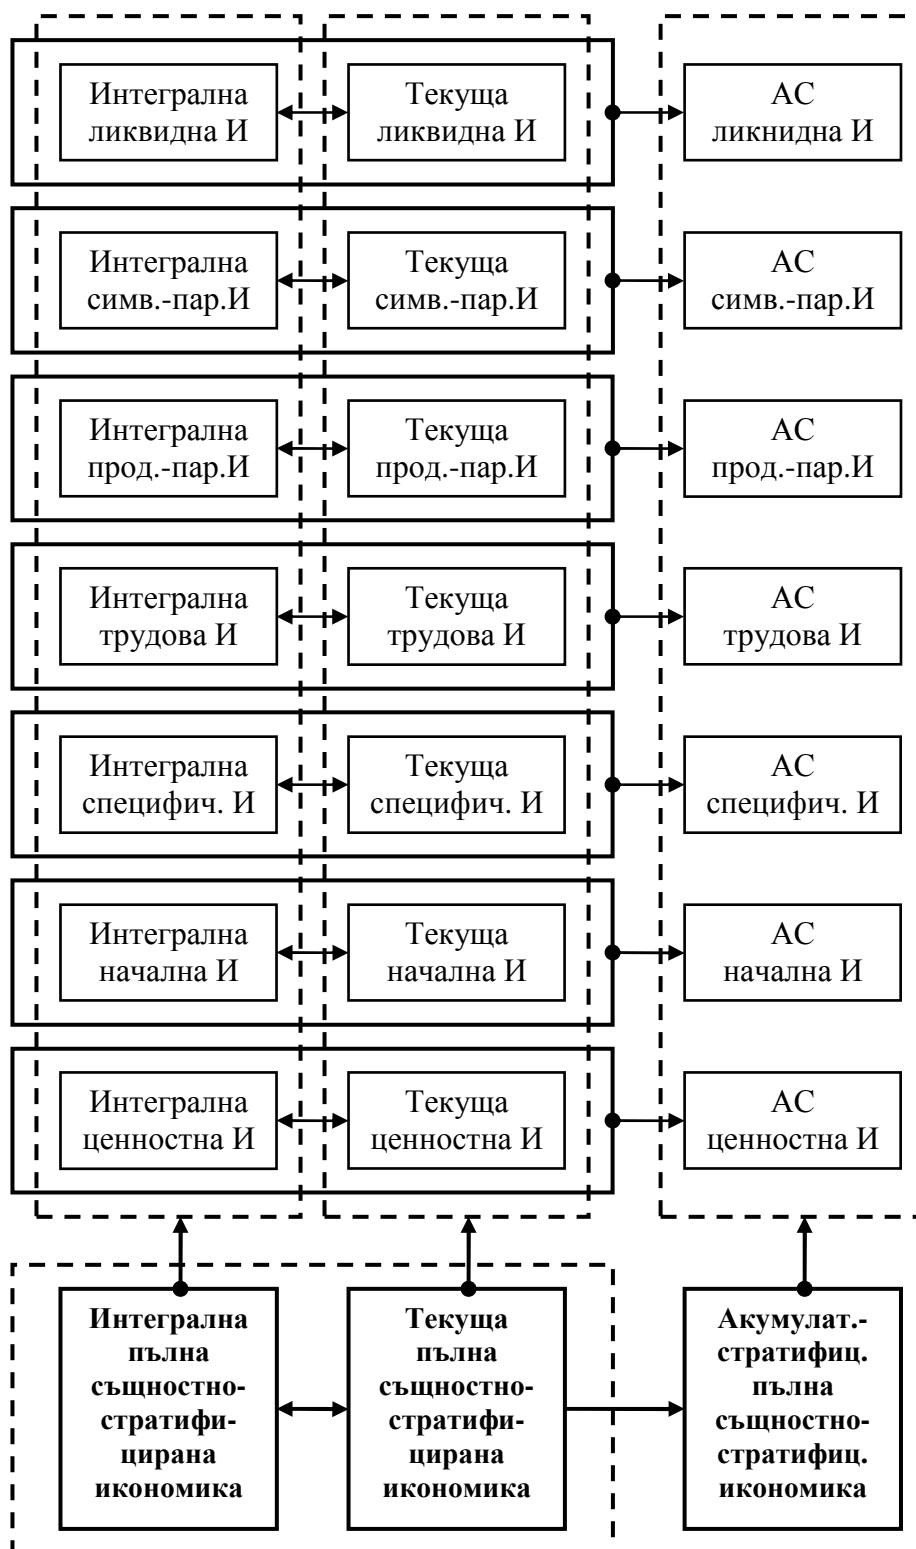 Интегрална
ликвидна И
Текуща
ликвидна И
АС
ликнидна И
Интегрална
симв.-пар.И
Текуща
симв.-пар.И
АС
симв.-пар.И
Интегрална
прод.-пар.И
Текуща
прод.-пар.И
АС
прод.-пар.И
Интегрална
трудова И
Текуща
трудова И
АС
трудова И
Интегрална
специфич. И
Текуща
специфич. И
АС
специфич. И
Интегрална
начална И
Текуща
начална И
АС
начална И
Интегрална
ценностна И
Текуща
ценностна И
АС
ценностна И
Интегрална
пълна
същностно-
стратифи-
цирана
икономика
Текуща
пълна
същностно-
стратифи-
цирана
икономика
Акумулат.-
стратифиц.
пълна
същностно-
стратифиц.
икономика